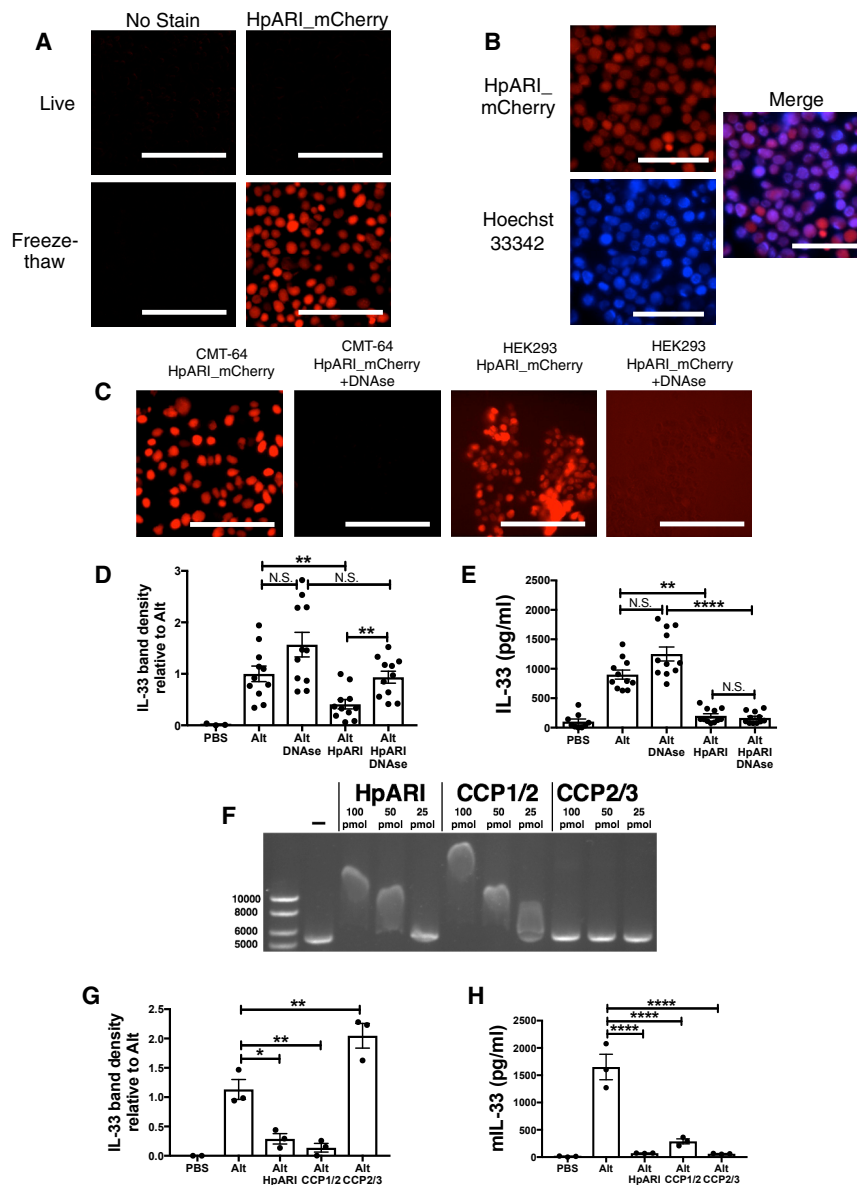 A
No Stain
HpARI_mCherry
Live
Freeze-
thaw
B
HpARI_
mCherry
Hoechst
33342
Merge
C
CMT-64
HpARI_mCherry
CMT-64
HpARI_mCherry
+DNAse
HEK293
HpARI_mCherry
HEK293
HpARI_mCherry
+DNAse
D
IL-33 band density
relative to Alt
3
2
1
0
**
N.S.
N.S.
**
PBS
Alt
Alt
DNAse
Alt
HpARI
Alt
HpARI
DNAse
E
IL-33 (pg/ml)
2500
2000
1500
1000
500
0
**
N.S.
****
N.S.
PBS
Alt
Alt
DNAse
Alt
HpARI
Alt
HpARI
DNAse
F
–
HpARI
CCP1/2
CCP2/3
100
pmol
50
pmol
25
pmol
100
pmol
50
pmol
25
pmol
100
pmol
50
pmol
25
pmol
10000
8000
6000
5000
G
IL-33 band density
relative to Alt
2.5
2.0
1.5
1.0
0.5
0.0
**
**
*
PBS
Alt
Alt
HpARI
Alt
CCP1/2
Alt
CCP2/3
H
mIL-33 (pg/ml)
2500
2000
1500
1000
500
0
****
****
****
PBS
Alt
Alt
HpARI
Alt
CCP1/2
Alt
CCP2/3